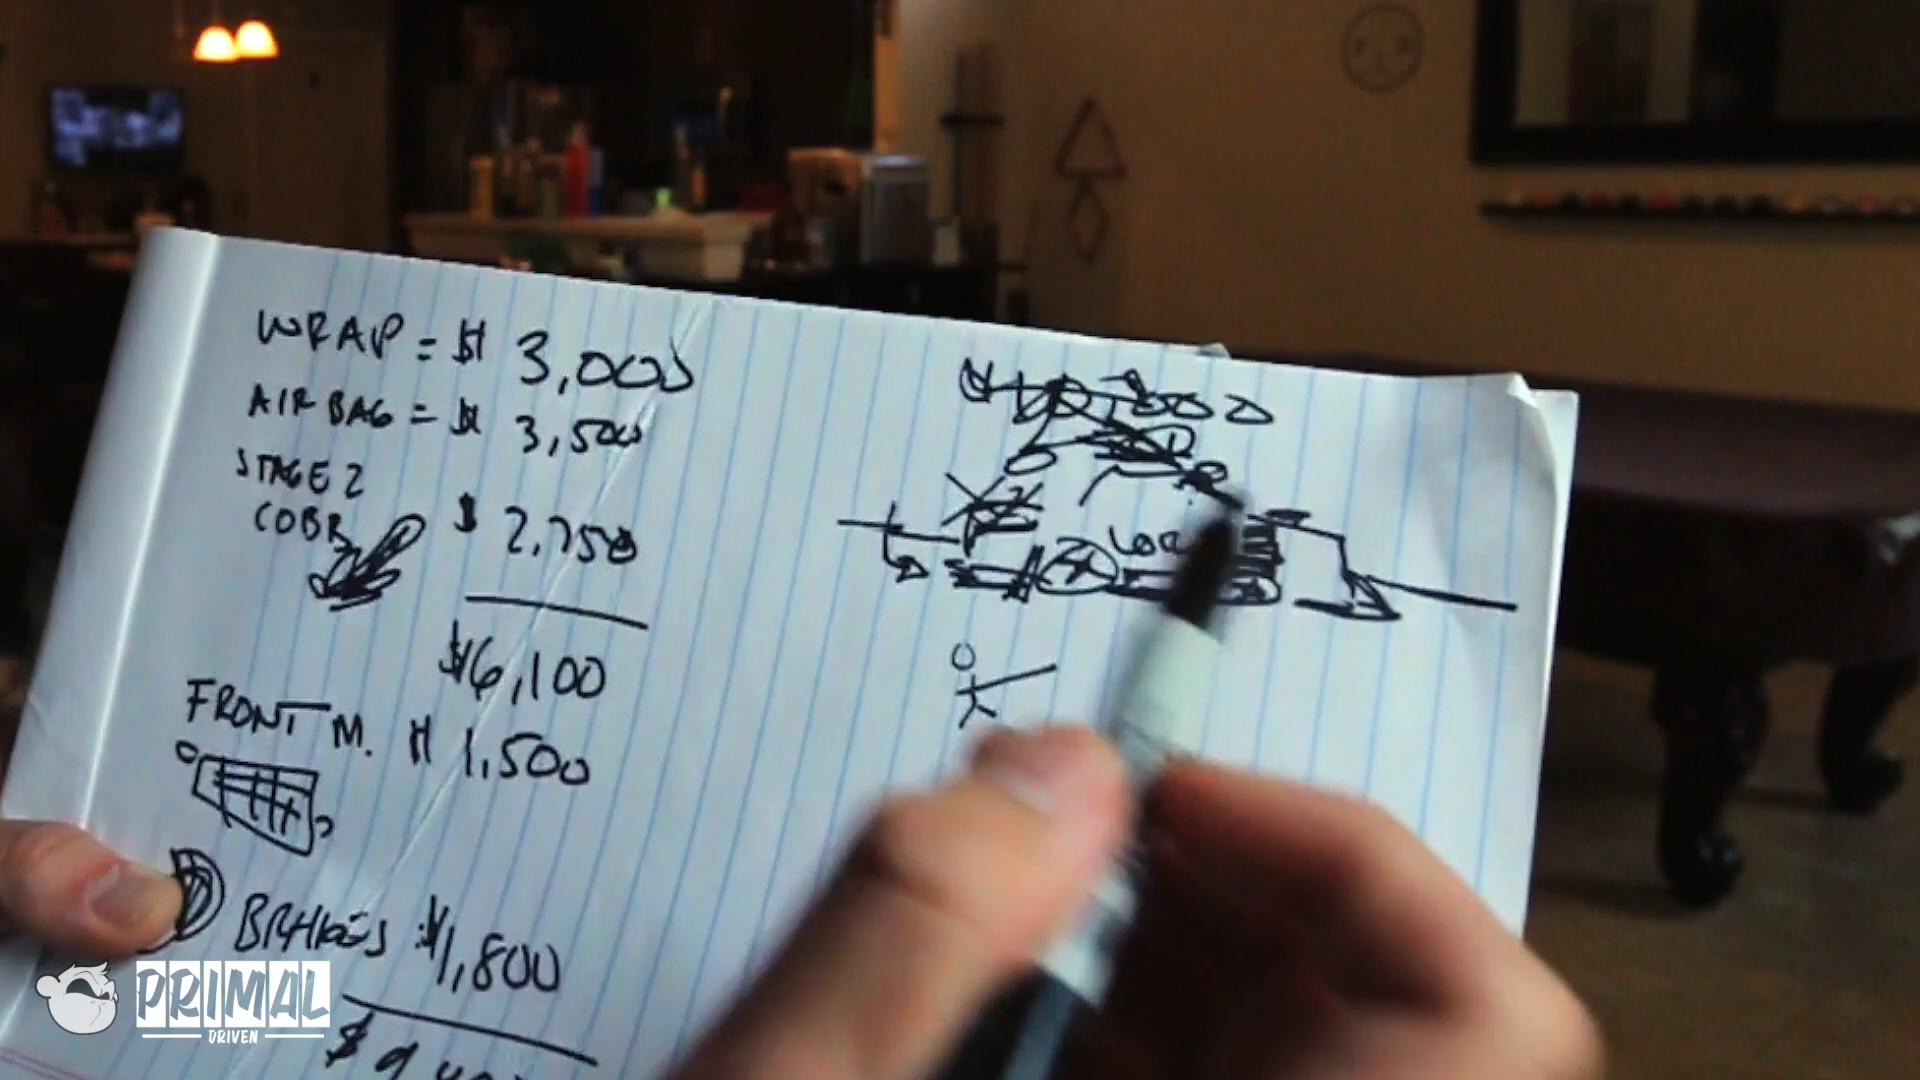 WRAP = $ 3,000
AIR BAG = $ 3,500
STAGE 2
COBB $ 2,750
$6,100
FRONT M. $ 1,500
BRAKES $1,800
PRIMAL
DRIVEN